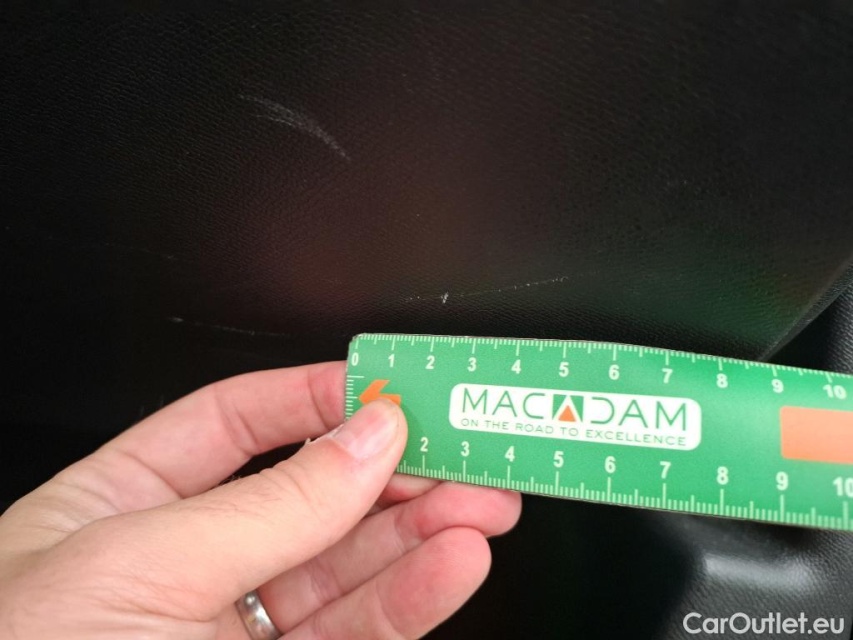 0 1 2 3 4 5 6 7 8 9 10
MACADAM
ON THE ROAD TO EXCELLENCE
2 3 4 5 6 7 8 9 10
CarOutlet.eu